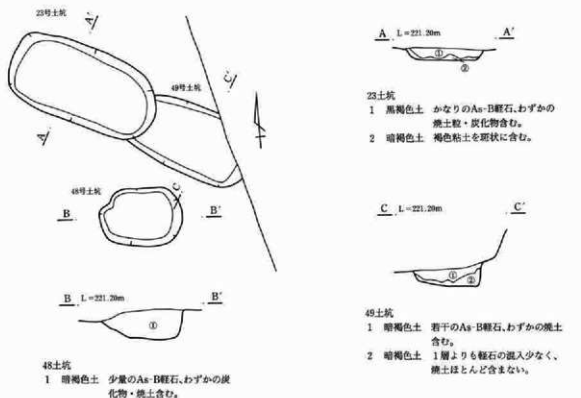 23号土坑
A'
49号土坑
C'
A
48号土坑
C
B B'
B L=221.20m B'
①
48土坑
1 暗褐色土 少量のAs-B軽石、わずかの炭
化物・焼土含む。
A L=221.20m A'
①
②
23土坑
1 黒褐色土 かなりのAs-B軽石、わずかの
焼土粒・炭化物含む。
2 暗褐色土 褐色粘土を斑状に含む。
C L=221.20m C'
① ②
49土坑
1 暗褐色土 若干のAs-B軽石、わずかの焼土
含む。
2 暗褐色土 1層よりも軽石の混入少なく、
焼土ほとんど含まない。